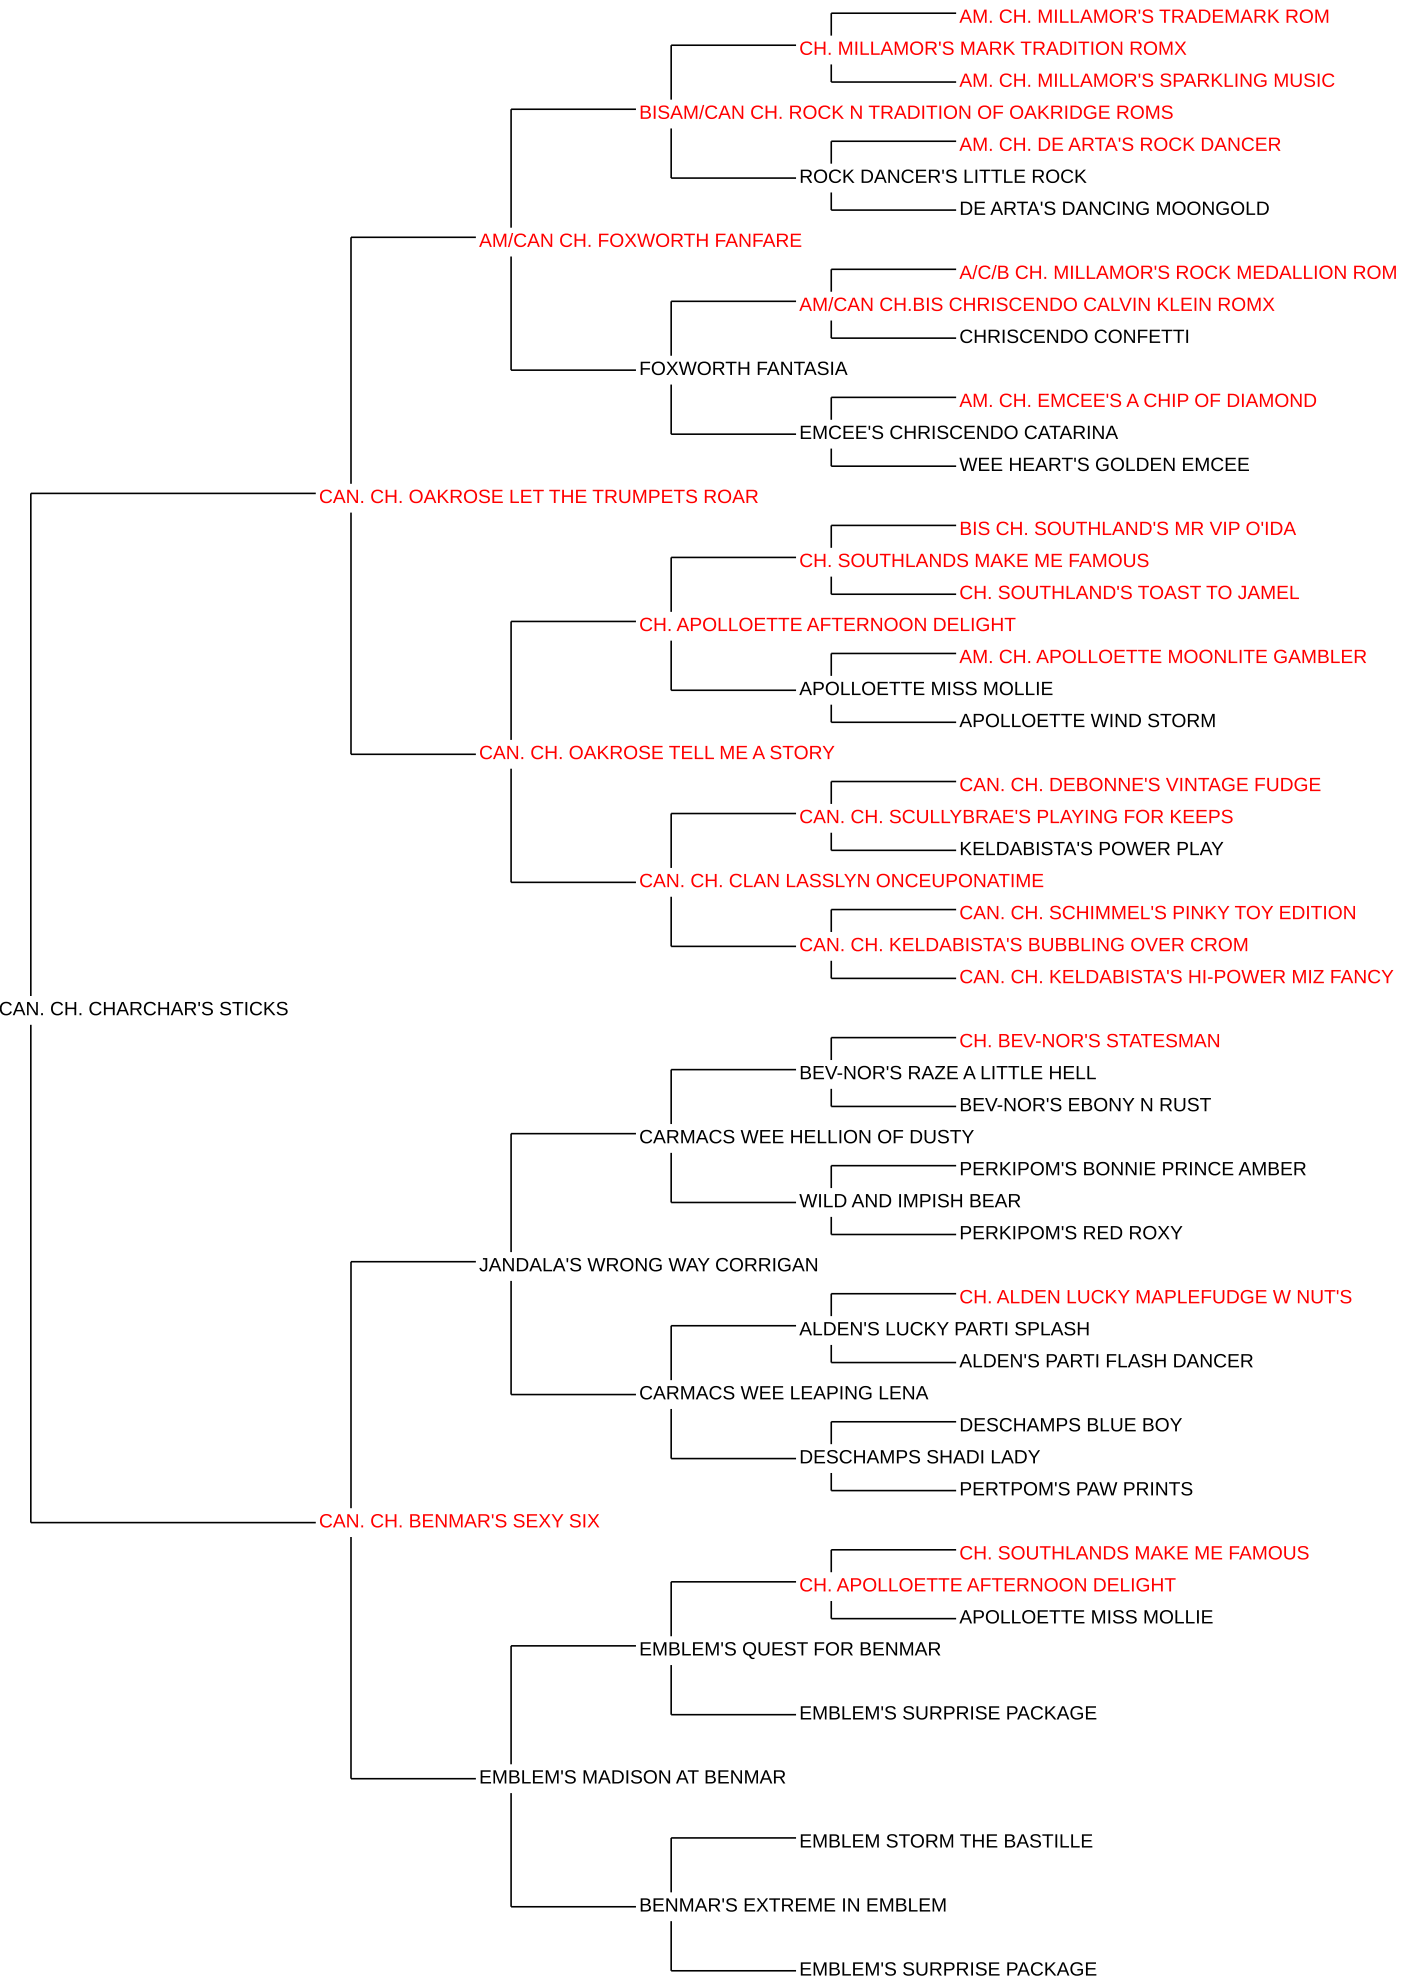 AM. CH. MILLAMOR'S TRADEMARK ROM
CH. MILLAMOR'S MARK TRADITION ROMX
AM. CH. MILLAMOR'S SPARKLING MUSIC
BISAM/CAN CH. ROCK N TRADITION OF OAKRIDGE ROMS
AM. CH. DE ARTA'S ROCK DANCER
ROCK DANCER'S LITTLE ROCK
DE ARTA'S DANCING MOONGOLD
AM/CAN CH. FOXWORTH FANFARE
A/C/B CH. MILLAMOR'S ROCK MEDALLION ROM
AM/CAN CH.BIS CHRISCENDO CALVIN KLEIN ROMX
CHRISCENDO CONFETTI
FOXWORTH FANTASIA
AM. CH. EMCEE'S A CHIP OF DIAMOND
EMCEE'S CHRISCENDO CATARINA
WEE HEART'S GOLDEN EMCEE
CAN. CH. OAKROSE LET THE TRUMPETS ROAR
BIS CH. SOUTHLAND'S MR VIP O'IDA
CH. SOUTHLANDS MAKE ME FAMOUS
CH. SOUTHLAND'S TOAST TO JAMEL
CH. APOLLOETTE AFTERNOON DELIGHT
AM. CH. APOLLOETTE MOONLITE GAMBLER
APOLLOETTE MISS MOLLIE
APOLLOETTE WIND STORM
CAN. CH. OAKROSE TELL ME A STORY
CAN. CH. DEBONNE'S VINTAGE FUDGE
CAN. CH. SCULLYBRAE'S PLAYING FOR KEEPS
KELDABISTA'S POWER PLAY
CAN. CH. CLAN LASSLYN ONCEUPONATIME
CAN. CH. SCHIMMEL'S PINKY TOY EDITION
CAN. CH. KELDABISTA'S BUBBLING OVER CROM
CAN. CH. KELDABISTA'S HI-POWER MIZ FANCY
CAN. CH. CHARCHAR'S STICKS
CH. BEV-NOR'S STATESMAN
BEV-NOR'S RAZE A LITTLE HELL
BEV-NOR'S EBONY N RUST
CARMACS WEE HELLION OF DUSTY
PERKIPOM'S BONNIE PRINCE AMBER
WILD AND IMPISH BEAR
PERKIPOM'S RED ROXY
JANDALA'S WRONG WAY CORRIGAN
CH. ALDEN LUCKY MAPLEFUDGE W NUT'S
ALDEN'S LUCKY PARTI SPLASH
ALDEN'S PARTI FLASH DANCER
CARMACS WEE LEAPING LENA
DESCHAMPS BLUE BOY
DESCHAMPS SHADI LADY
PERTPOM'S PAW PRINTS
CAN. CH. BENMAR'S SEXY SIX
CH. SOUTHLANDS MAKE ME FAMOUS
CH. APOLLOETTE AFTERNOON DELIGHT
APOLLOETTE MISS MOLLIE
EMBLEM'S QUEST FOR BENMAR
EMBLEM'S SURPRISE PACKAGE
EMBLEM'S MADISON AT BENMAR
EMBLEM STORM THE BASTILLE
BENMAR'S EXTREME IN EMBLEM
EMBLEM'S SURPRISE PACKAGE